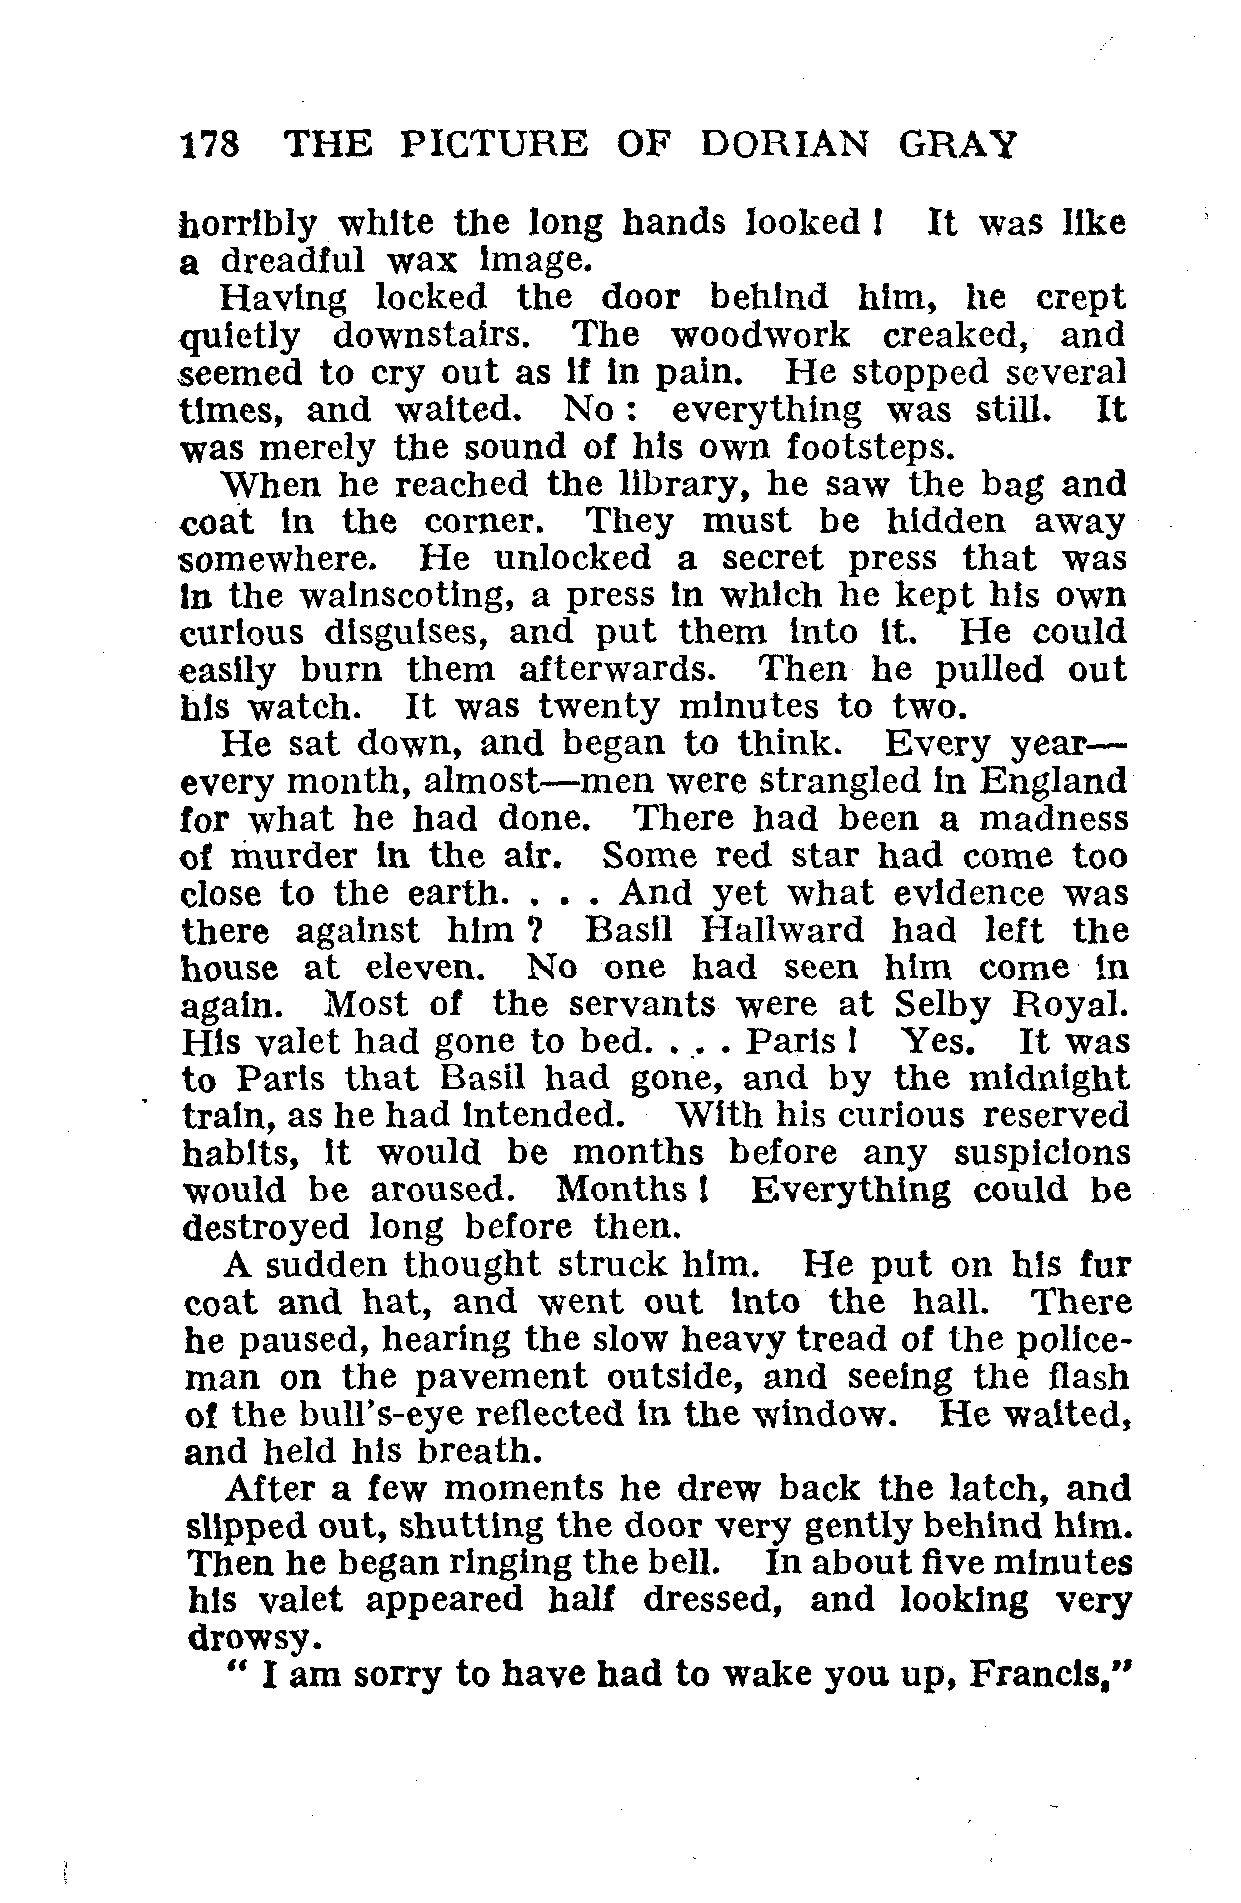 178 THE PICTURE OF DORIAN GRAY
horribly white the long hands looked ! It was like
a dreadful wax image.
Having locked the door behind him, he crept
quietly downstairs. The woodwork creaked, and
seemed to cry out as if in pain. He stopped several
times, and waited. No : everything was still. It
was merely the sound of his own footsteps.
When he reached the library, he saw the bag and
coat in the corner. They must be hidden away
somewhere. He unlocked a secret press that was
in the wainscoting, a press in which he kept his own
curious disguises, and put them into it. He could
easily burn them afterwards. Then he pulled out
his watch. It was twenty minutes to two.
He sat down, and began to think. Every year—
every month, almost—men were strangled in England
for what he had done. There had been a madness
of murder in the air. Some red star had come too
close to the earth. . . . And yet what evidence was
there against him ? Basil Hallward had left the
house at eleven. No one had seen him come in
again. Most of the servants were at Selby Royal.
His valet had gone to bed. . . . Paris ! Yes. It was
to Paris that Basil had gone, and by the midnight
train, as he had intended. With his curious reserved
habits, it would be months before any suspicions
would be aroused. Months ! Everything could be
destroyed long before then.
A sudden thought struck him. He put on his fur
coat and hat, and went out into the hall. There
he paused, hearing the slow heavy tread of the police-
man on the pavement outside, and seeing the flash
of the bull's-eye reflected in the window. He waited,
and held his breath.
After a few moments he drew back the latch, and
slipped out, shutting the door very gently behind him.
Then he began ringing the bell. In about five minutes
his valet appeared half dressed, and looking very
drowsy.
" I am sorry to have had to wake you up, Francis,"